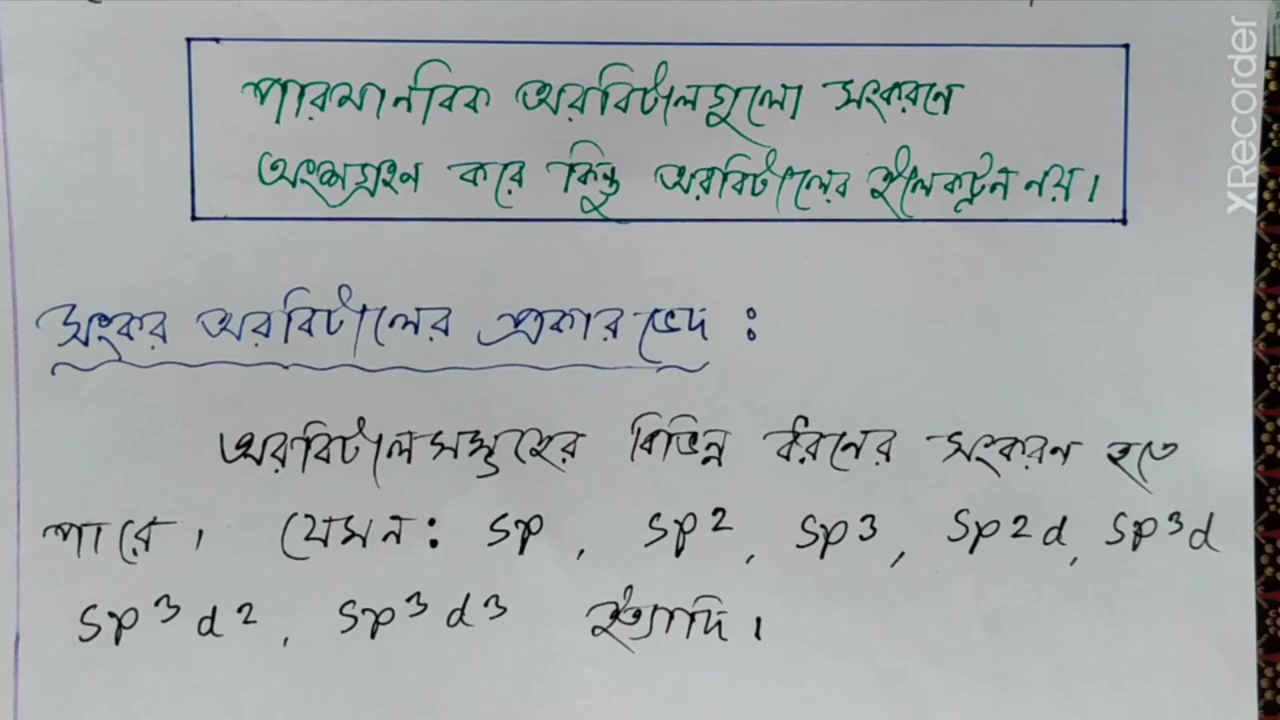 পারমানবিক অরবিটালগুলো সংকরনে
অংশগ্রহন করে কিন্তু অরবিটালের ইলেকট্রন নয়।
সংকর অরবিটালের প্রকারভেদ :
অরবিটালসমুহের বিভিন্ন ধরনের সংকরন হতে
পারে। যেমন: sp, sp², sp³, sp2d, sp³d
sp³d², sp³d³ ইত্যাদি।
XRecorder